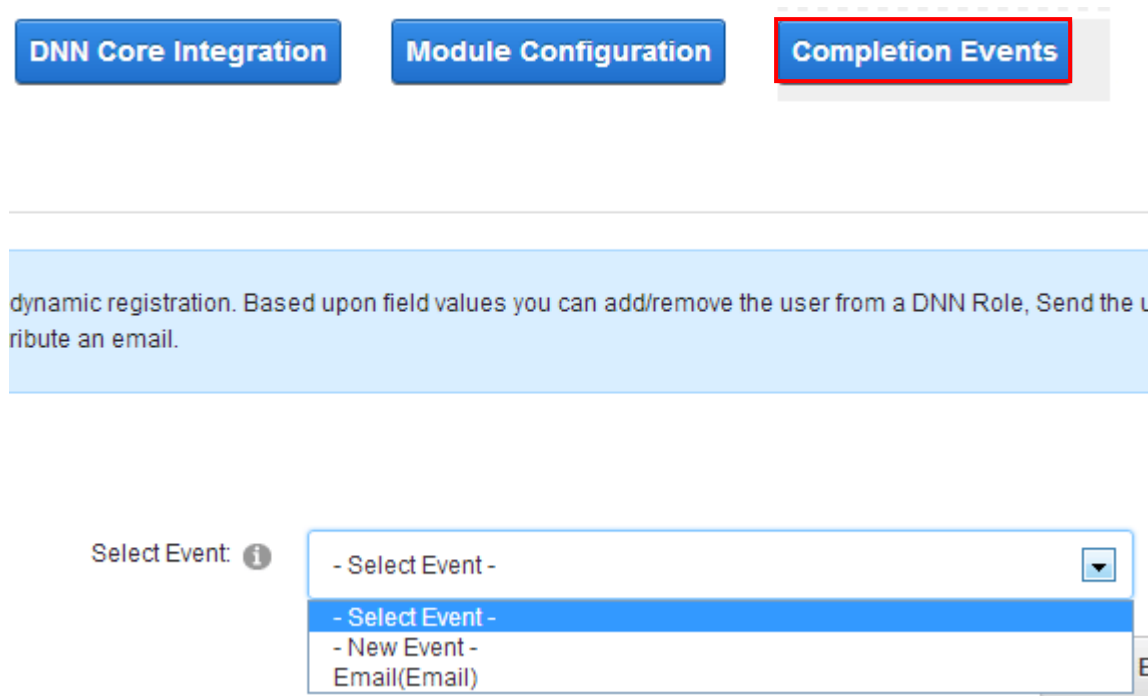 DNN Core Integration Module Configuration Completion Events
dynamic registration. Based upon field values you can add/remove the user from a DNN Role, Send the
ribute an email.
Select Event:
- Select Event -
- Select Event -
- New Event -
Email(Email)